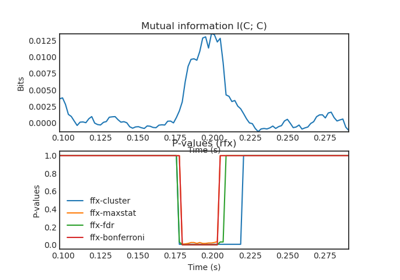 Mutual information I(C; C)
0.0125
0.0100
0.0075
0.0050
0.0025
0.0000
Bits
0.100 0.125 0.150 0.175 0.200 0.225 0.250 0.275
Time (s)
P-values (ffx)
1.0
0.8
0.6
0.4
0.2
0.0
P-values
ffx-cluster
ffx-maxstat
ffx-fdr
ffx-bonferroni
0.100 0.125 0.150 0.175 0.200 0.225 0.250 0.275
Time (s)